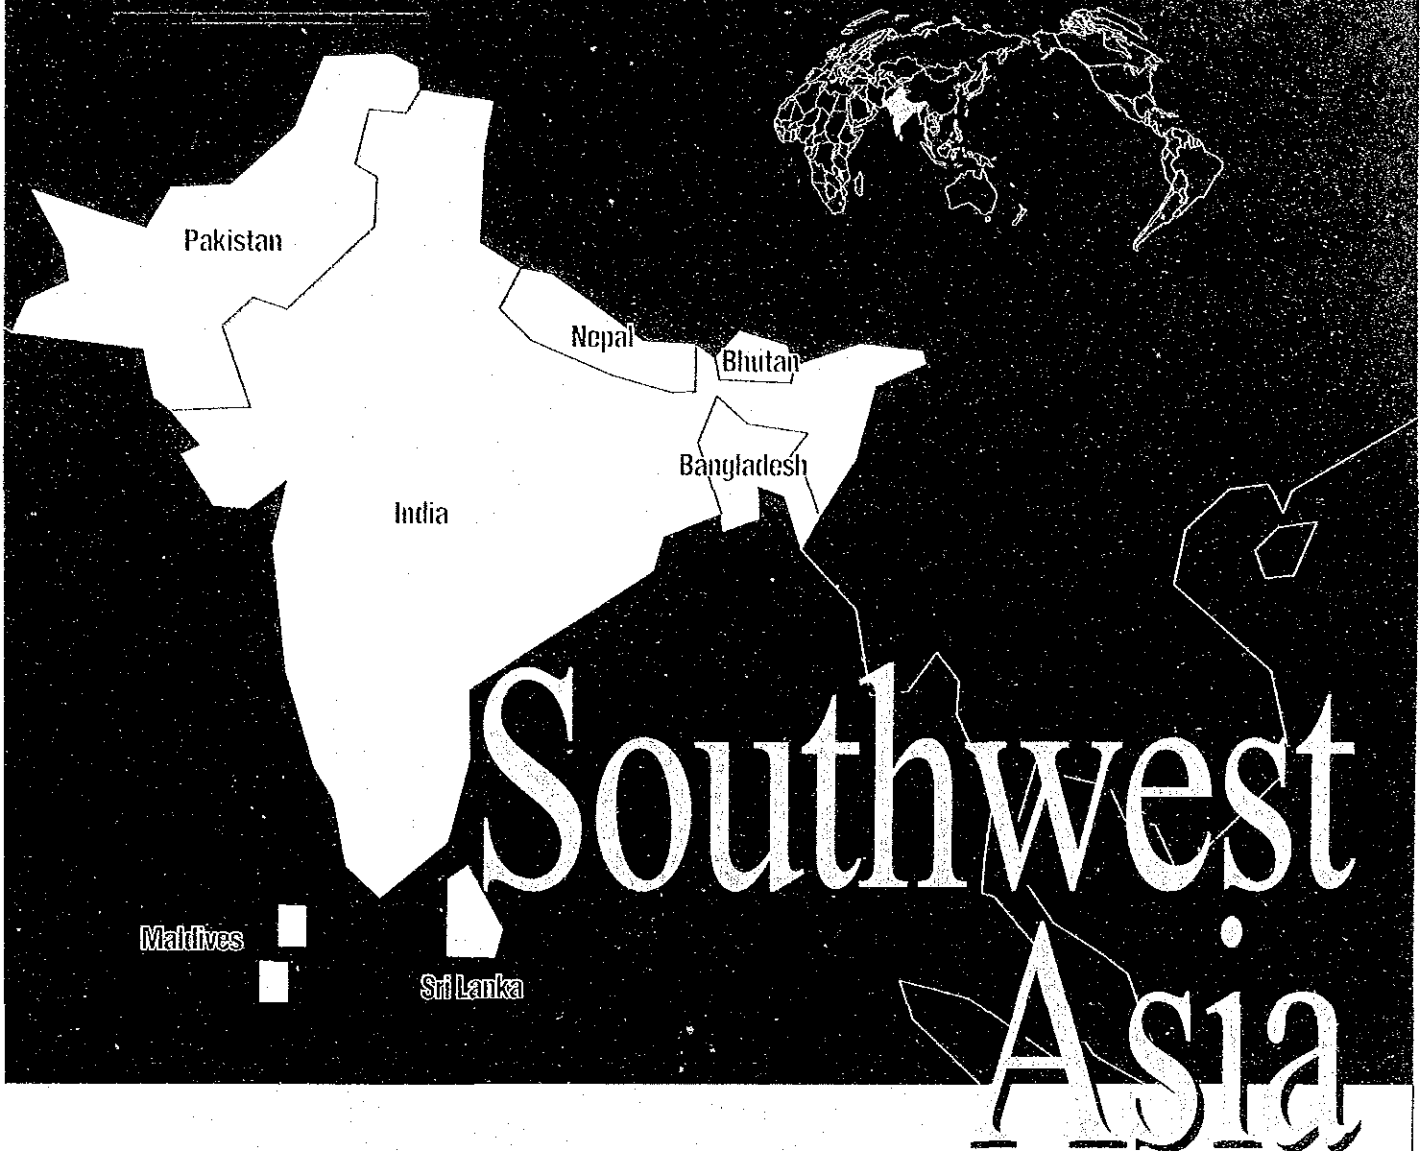 Pakistan
Nepal
Bhutan
Bangladesh
India
Maldives
Sri Lanka
Southwest
Asia